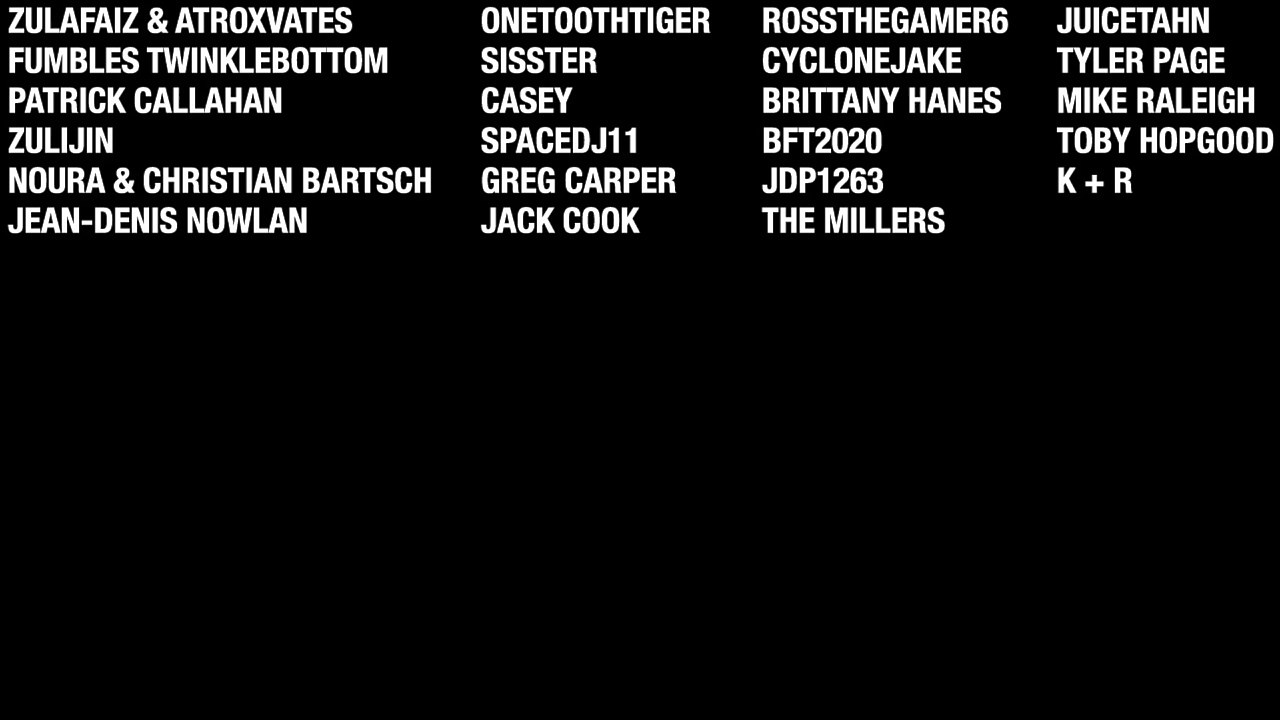 ZULAFAIZ & ATROXVATES
FUMBLES TWINKLEBOTTOM
PATRICK CALLAHAN
ZULIJIN
NOURA & CHRISTIAN BARTSCH
JEAN-DENIS NOWLAN
ONETOOTHTIGER
SISSTER
CASEY
SPACEDJ11
GREG CARPER
JACK COOK
ROSSTHEGAMER6
CYCLONEJAKE
BRITTANY HANES
BFT2020
JDP1263
THE MILLERS
JUICETAHN
TYLER PAGE
MIKE RALEIGH
TOBY HOPGOOD
K + R